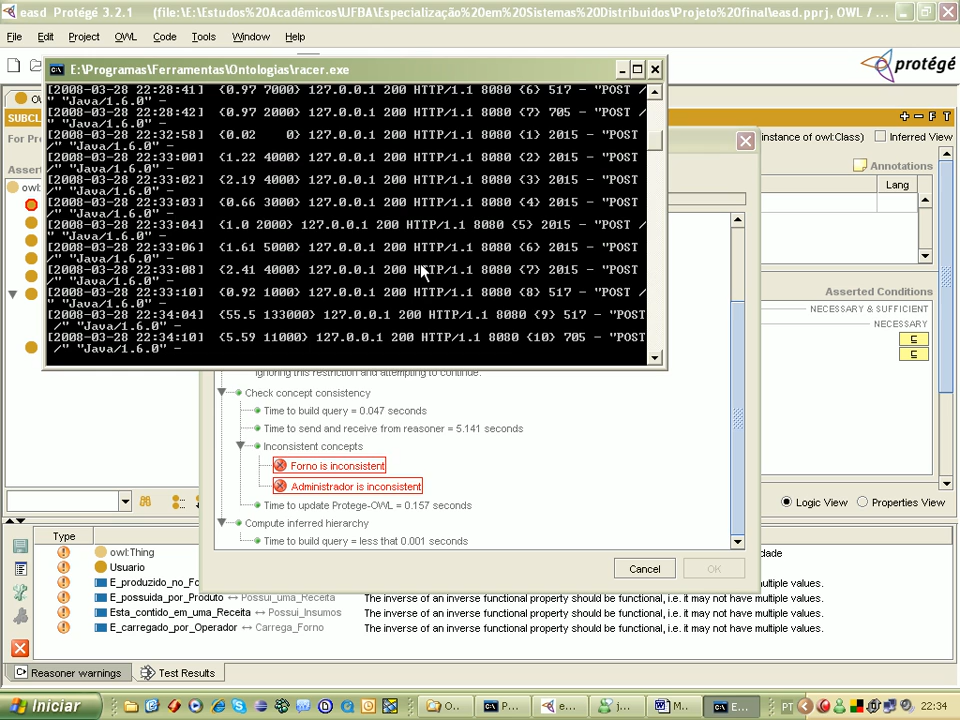 easd Protégé 3.2.1 (file:/E:/Estudos%20Acadêmicos/UFBA/Especialização%20em%20Sistemas%20Distribuidos/Projeto%20final/easd.pprj, OWL / ...
File Edit Project OWL Code Tools Window Help
protégé
E:\Programas\Ferramentas\Ontologias\racer.exe
[2008-03-28 22:28:41] {0.97 7000} 127.0.0.1 200 HTTP/1.1 8080 {6} 517 - "POST /
/" "Java/1.6.0" -
[2008-03-28 22:28:42] {0.97 2000} 127.0.0.1 200 HTTP/1.1 8080 {7} 705 - "POST /
/" "Java/1.6.0" -
[2008-03-28 22:32:58] {0.02 0} 127.0.0.1 200 HTTP/1.1 8080 {1} 2015 - "POST /
/" "Java/1.6.0" -
[2008-03-28 22:33:00] {1.22 4000} 127.0.0.1 200 HTTP/1.1 8080 {2} 2015 - "POST
/" "Java/1.6.0" -
[2008-03-28 22:33:02] {2.19 4000} 127.0.0.1 200 HTTP/1.1 8080 {3} 2015 - "POST
/" "Java/1.6.0" -
[2008-03-28 22:33:03] {0.66 3000} 127.0.0.1 200 HTTP/1.1 8080 {4} 2015 - "POST
/" "Java/1.6.0" -
[2008-03-28 22:33:04] {1.0 2000} 127.0.0.1 200 HTTP/1.1 8080 {5} 2015 - "POST /
/" "Java/1.6.0" -
[2008-03-28 22:33:06] {1.61 5000} 127.0.0.1 200 HTTP/1.1 8080 {6} 2015 - "POST
/" "Java/1.6.0" -
[2008-03-28 22:33:08] {2.41 4000} 127.0.0.1 200 HTTP/1.1 8080 {7} 2015 - "POST
/" "Java/1.6.0" -
[2008-03-28 22:33:10] {0.92 1000} 127.0.0.1 200 HTTP/1.1 8080 {8} 517 - "POST /
/" "Java/1.6.0" -
[2008-03-28 22:34:04] {55.5 133000} 127.0.0.1 200 HTTP/1.1 8080 {9} 517 - "POST
/" "Java/1.6.0" -
[2008-03-28 22:34:10] {5.59 11000} 127.0.0.1 200 HTTP/1.1 8080 {10} 705 - "POST
/" "Java/1.6.0" -
SUBCL
For Pr
Assert
owl:
+ - F T
instance of owl:Class) Inferred View
Annotations
Lang
Asserted Conditions
NECESSARY & SUFFICIENT
NECESSARY
ignoring this restriction and attempting to continue.
Check concept consistency
Time to build query = 0.047 seconds
Time to send and receive from reasoner = 5.141 seconds
Inconsistent concepts
Forno is inconsistent
Administrador is inconsistent
Time to update Protege-OWL = 0.157 seconds
Compute inferred hierarchy
Time to build query = less that 0.001 seconds
Cancel OK
Logic View Properties View
Type
owl:Thing dade
Usuario
E_produzido_no_Fo ultiple values.
E_possuida_por_Produto ↔ Possui_Receita The inverse of an inverse functional property should be functional, i.e. it may not have multiple values.
Esta_contido_em_uma_Receita ↔ Possui_Insumos The inverse of an inverse functional property should be functional, i.e. it may not have multiple values.
E_carregado_por_Operador ↔ Carrega_Forno The inverse of an inverse functional property should be functional, i.e. it may not have multiple values.
Reasoner warnings Test Results
Iniciar O... P... e... j... M... E... PT 22:34